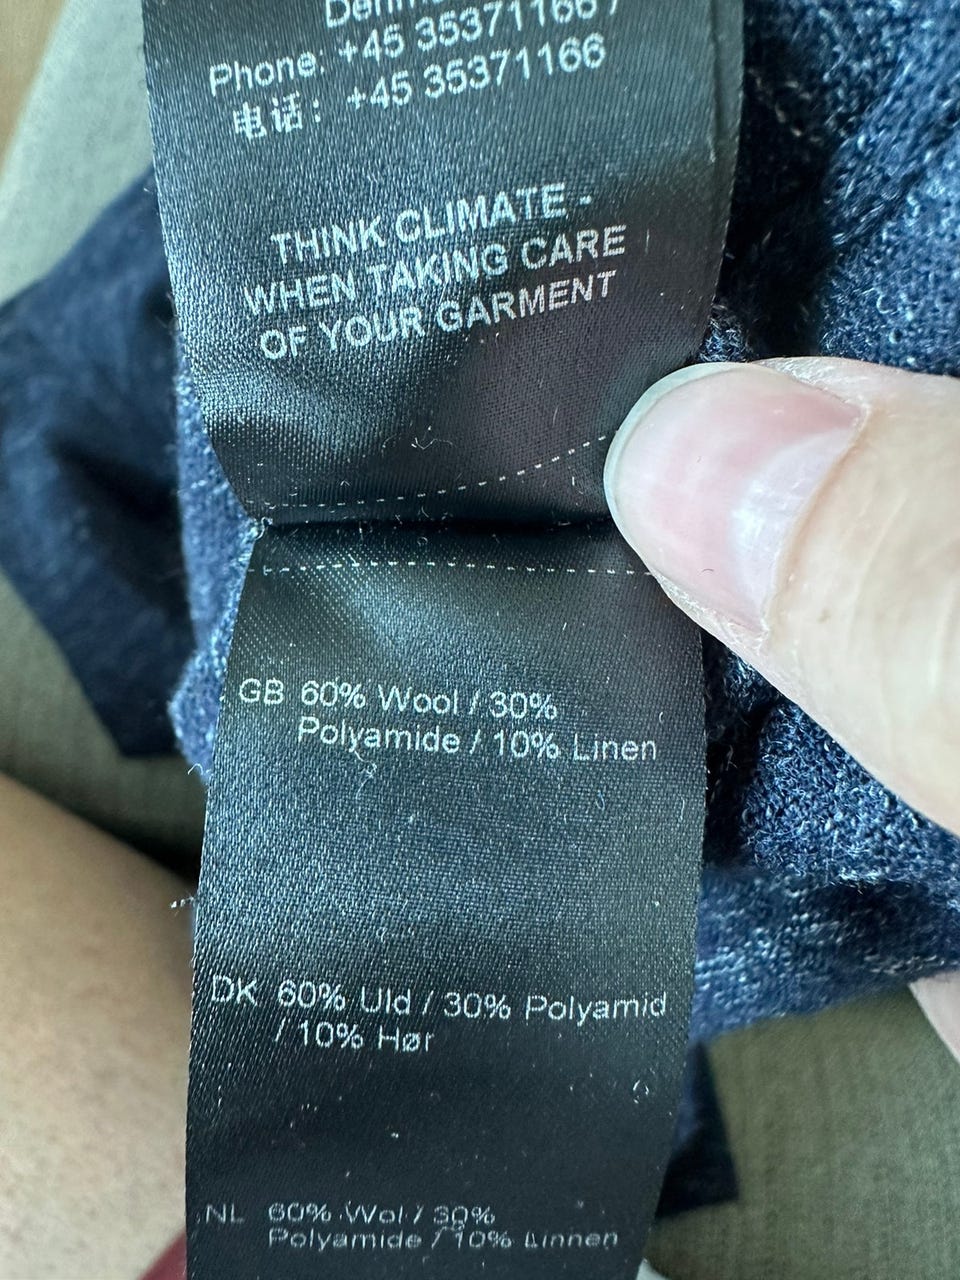 Phone: +45 35371166 /
电话: +45 35371166
THINK CLIMATE -
WHEN TAKING CARE
OF YOUR GARMENT
GB 60% Wool / 30%
Polyamide / 10% Linen
DK 60% Uld / 30% Polyamid
/ 10% Hør
NL 60% Wol / 30%
Polyamide / 10% Linnen